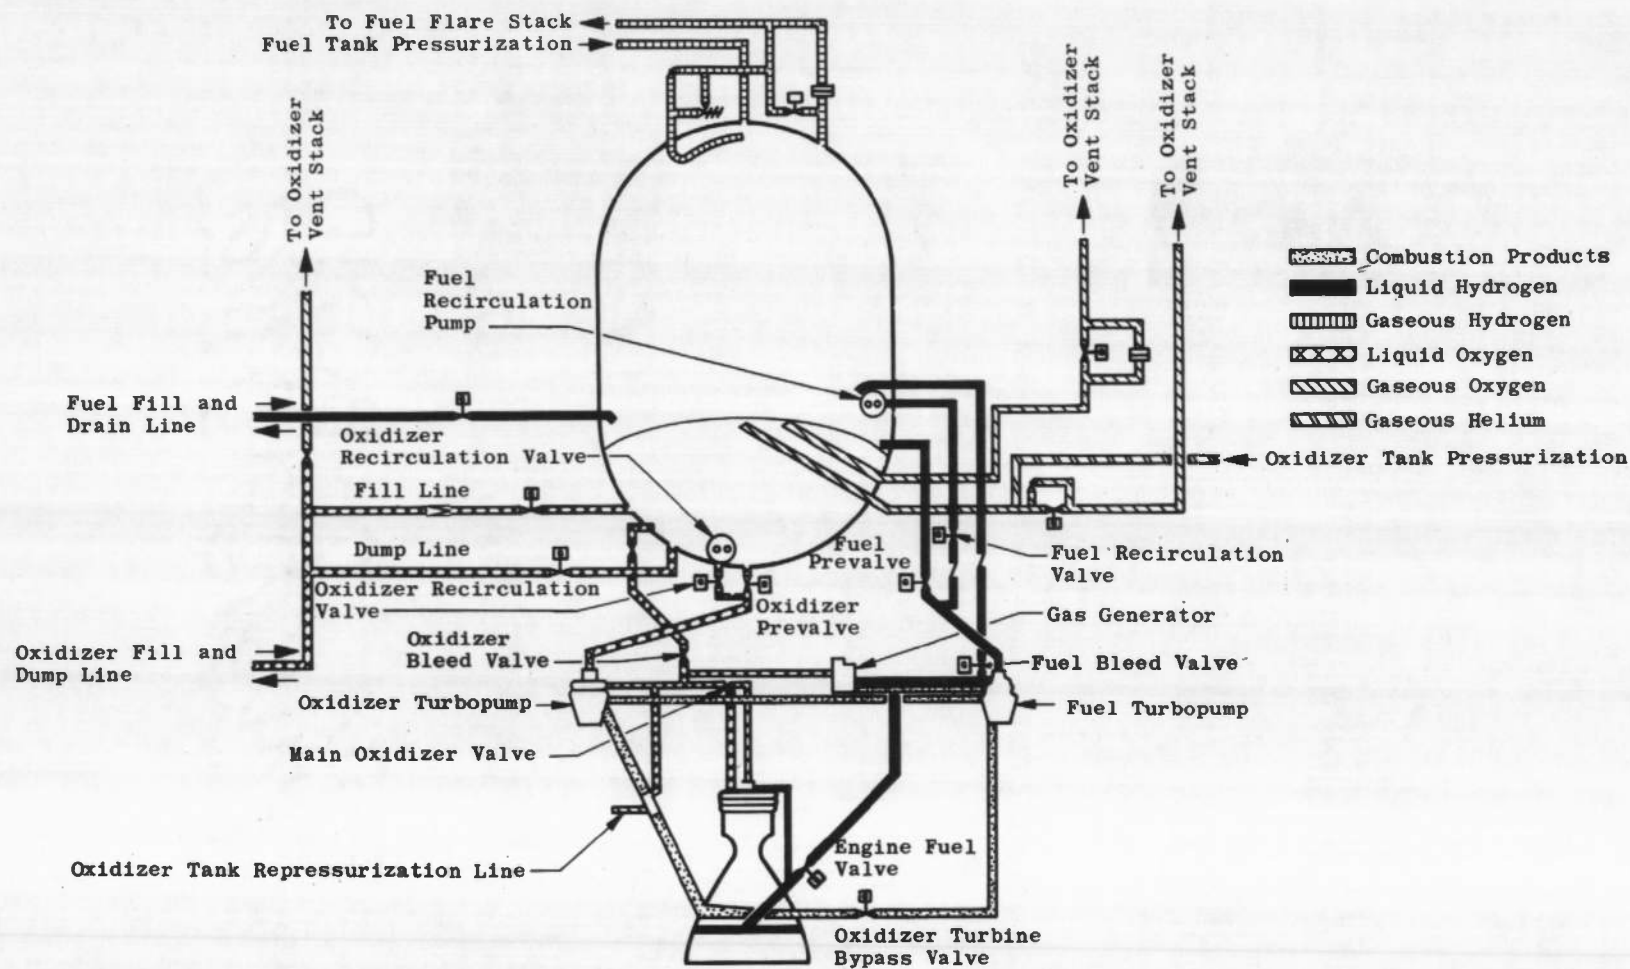 To Fuel Flare Stack
Fuel Tank Pressurization
To Oxidizer
Vent Stack
To Oxidizer
Vent Stack
To Oxidizer
Vent Stack
Fuel
Recirculation
Pump
Combustion Products
Liquid Hydrogen
Gaseous Hydrogen
Liquid Oxygen
Gaseous Oxygen
Gaseous Helium
Fuel Fill and
Drain Line
Oxidizer
Recirculation Valve
Oxidizer Tank Pressurization
Fill Line
Dump Line
Fuel
Prevalve
Fuel Recirculation
Valve
Oxidizer Recirculation
Valve
Oxidizer
Prevalve
Gas Generator
Oxidizer
Bleed Valve
Oxidizer Fill and
Dump Line
Fuel Bleed Valve
Oxidizer Turbopump
Fuel Turbopump
Main Oxidizer Valve
Engine Fuel
Valve
Oxidizer Tank Repressurization Line
Oxidizer Turbine
Bypass Valve